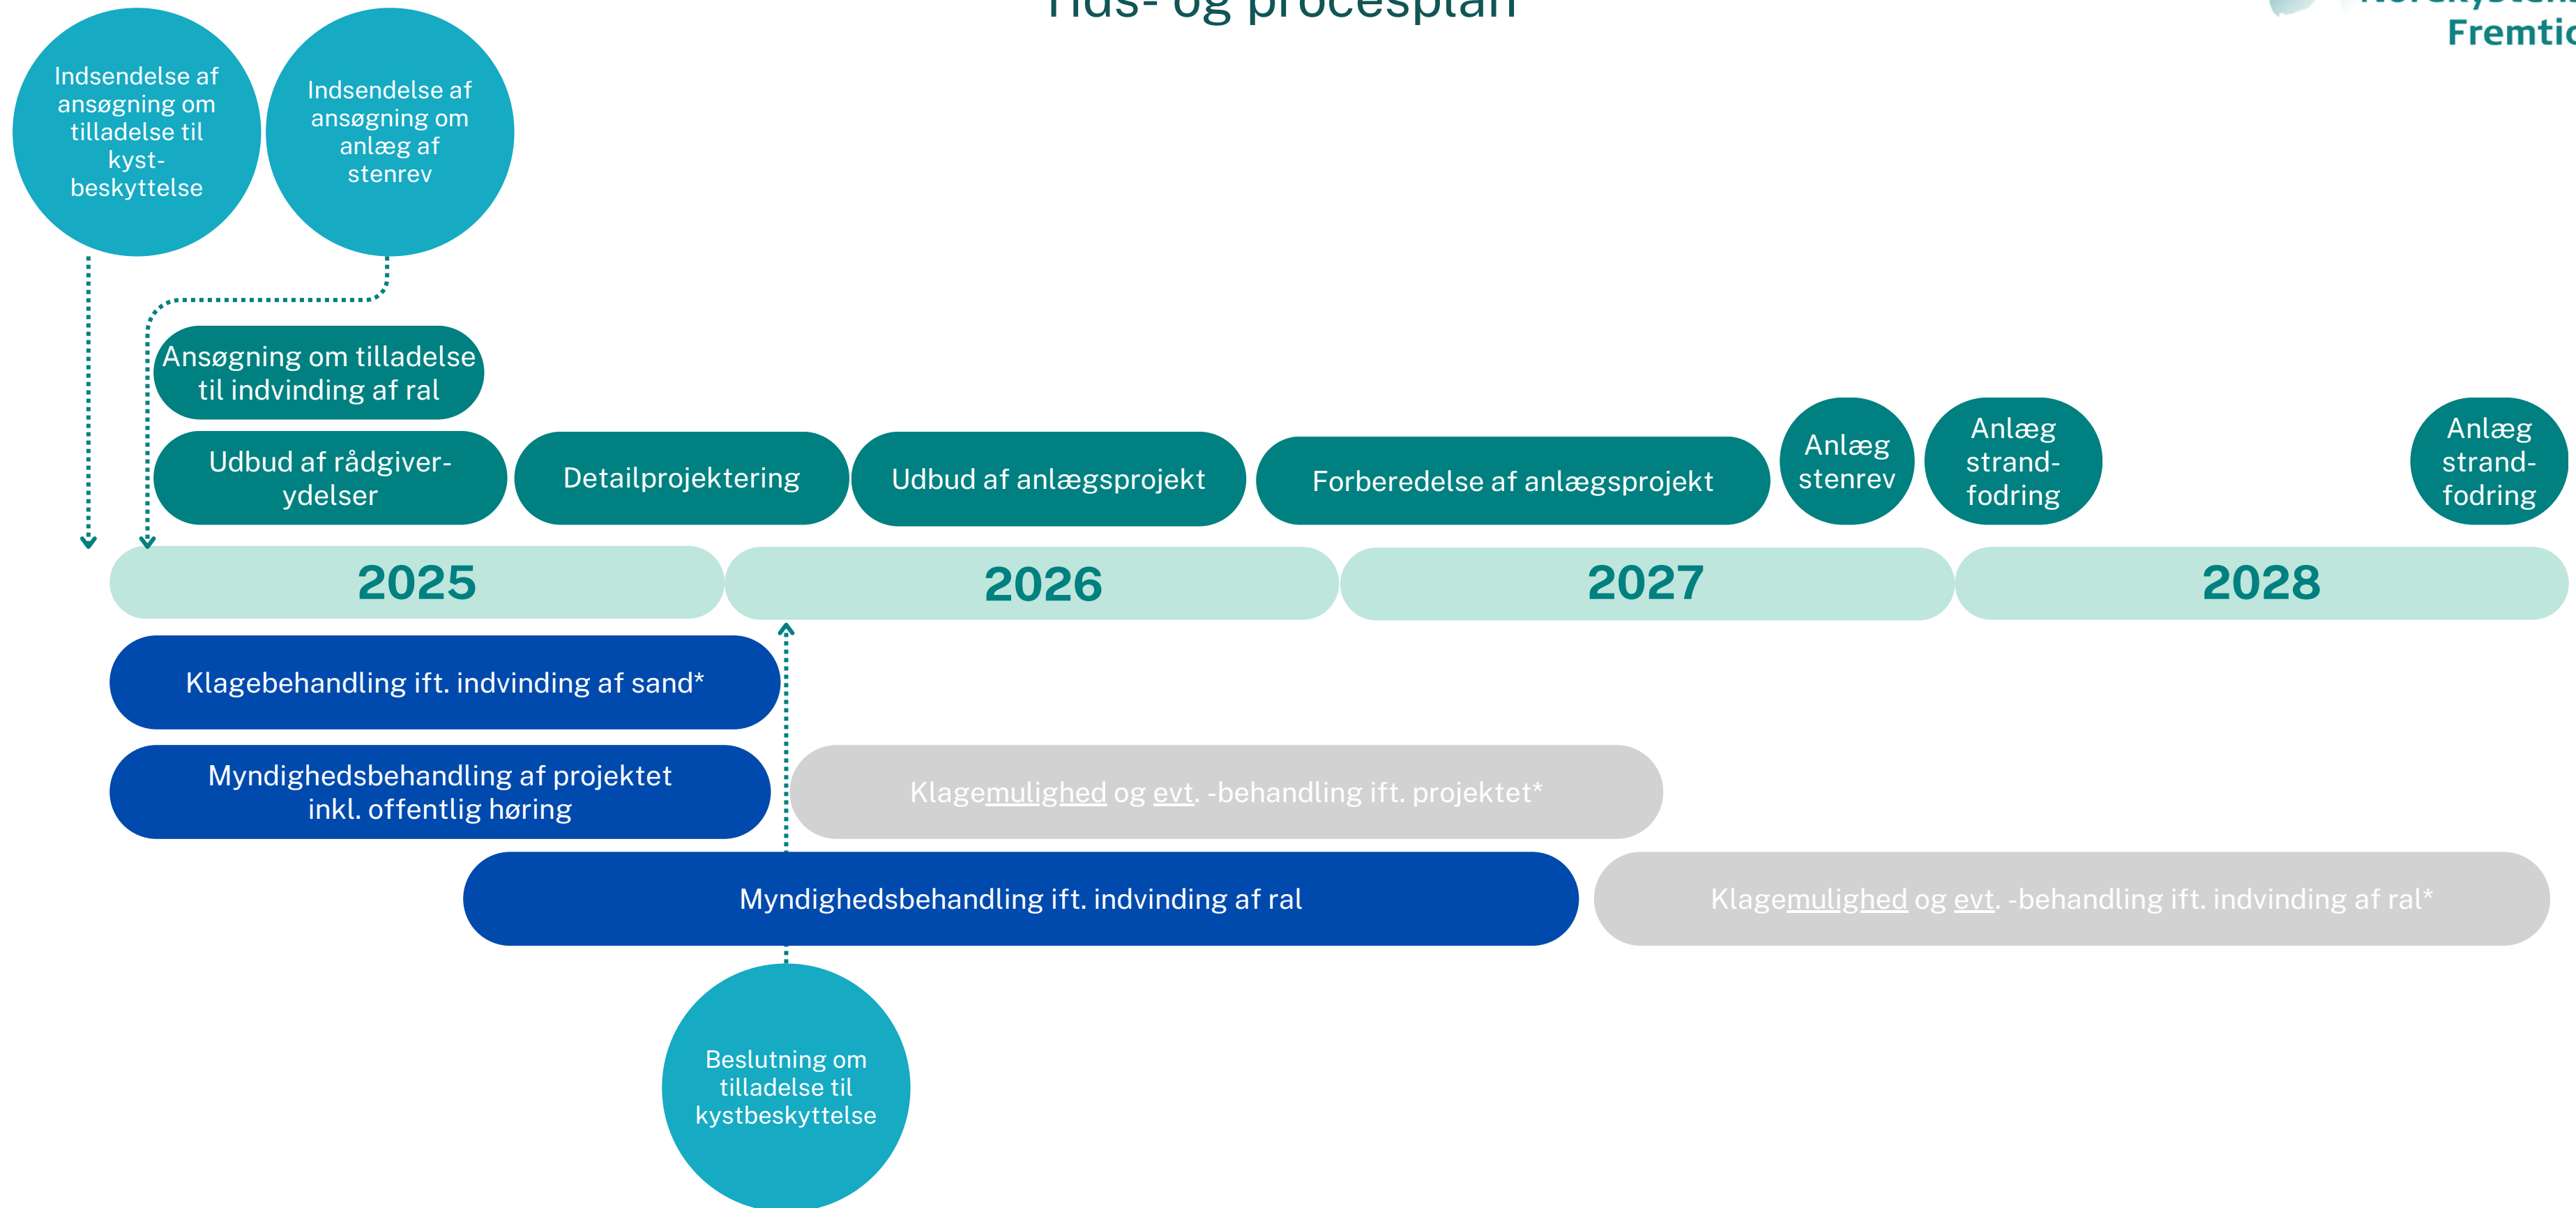 Tids- og procesplan
Fremtid
Indsendelse af
ansøgning om
tilladelse til
kyst-
beskyttelse
Indsendelse af
ansøgning om
anlæg af
stenrev
Ansøgning om tilladelse
til indvinding af ral
Udbud af rådgiver-
ydelser
Detailprojektering
Udbud af anlægsprojekt
Forberedelse af anlægsprojekt
Anlæg
stenrev
Anlæg
strand-
fodring
Anlæg
strand-
fodring
2025
2026
2027
2028
Klagebehandling ift. indvinding af sand*
Myndighedsbehandling af projektet
inkl. offentlig høring
Klagemulighed og evt. -behandling ift. projektet*
Myndighedsbehandling ift. indvinding af ral
Klagemulighed og evt. -behandling ift. indvinding af ral*
Beslutning om
tilladelse til
kystbeskyttelse